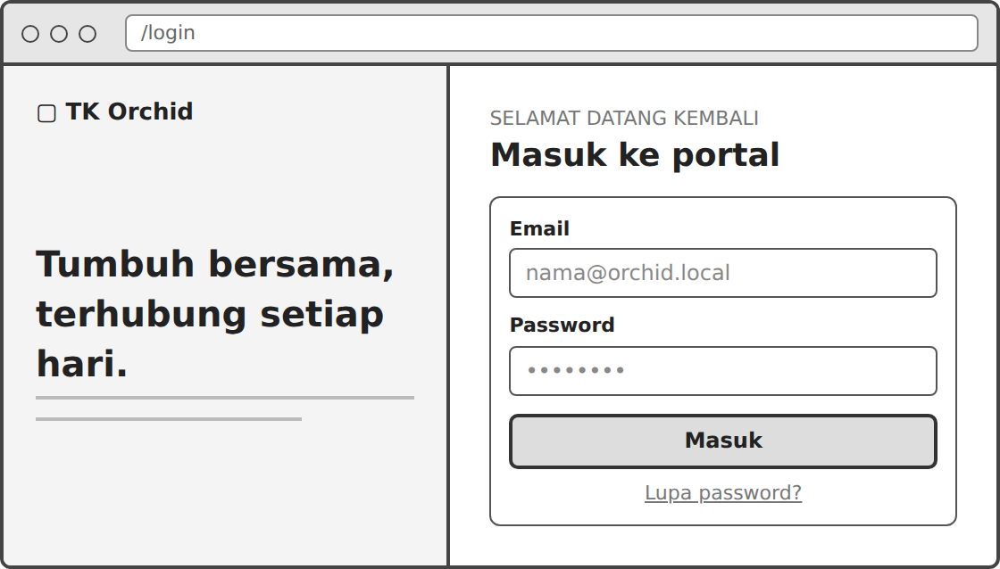 /login
TK Orchid
Tumbuh bersama,
terhubung setiap
hari.
SELAMAT DATANG KEMBALI
Masuk ke portal
Email
nama@orchid.local
Password
••••••••
Masuk
Lupa password?